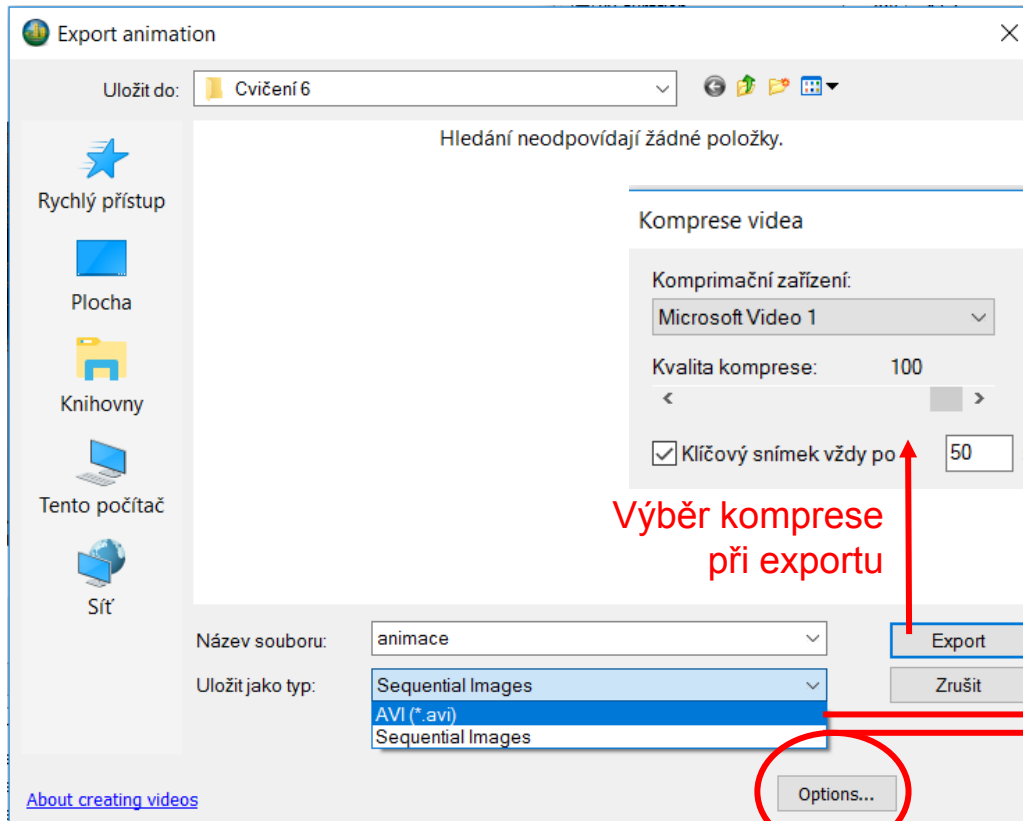 Export animation
Uložit do:
Cvičení 6
Hledání neodpovídají žádné položky.
Rychlý přístup
Plocha
Knihovny
Tento počítač
Síť
Komprese videa
Komprimační zařízení:
Microsoft Video 1
Kvalita komprese: 100
Klíčový snímek vždy po 50
Výběr komprese
při exportu
Název souboru: animace Export
Uložit jako typ: Sequential Images Zrušit
AVI (*.avi)
Sequential Images
About creating videos
Options...